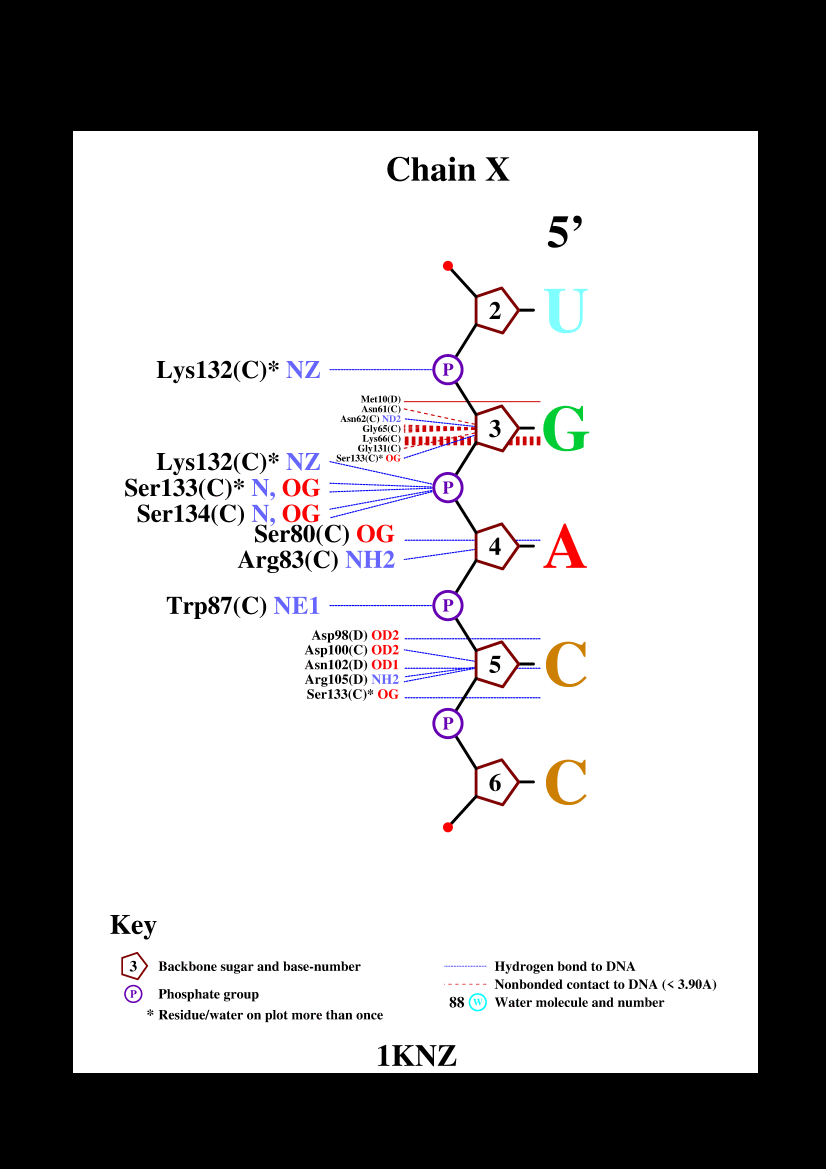 Chain X
5’
2 U
Lys132(C)* NZ P
Met10(D)
Asn61(C)
Asn62(C) ND2
Gly65(C) 3 G
Lys66(C)
Gly131(C)
Ser133(C)* OG
Lys132(C)* NZ
Ser133(C)* N, OG P
Ser134(C) N, OG
Ser80(C) OG
4 A
Arg83(C) NH2
Trp87(C) NE1 P
Asp98(D) OD2
Asp100(C) OD2
Asn102(D) OD1 5 C
Arg105(D) NH2
Ser133(C)* OG
P
6 C
Key
3 Backbone sugar and base-number
P Phosphate group
* Residue/water on plot more than once
Hydrogen bond to DNA
Nonbonded contact to DNA (< 3.90A)
88 W Water molecule and number
1KNZ